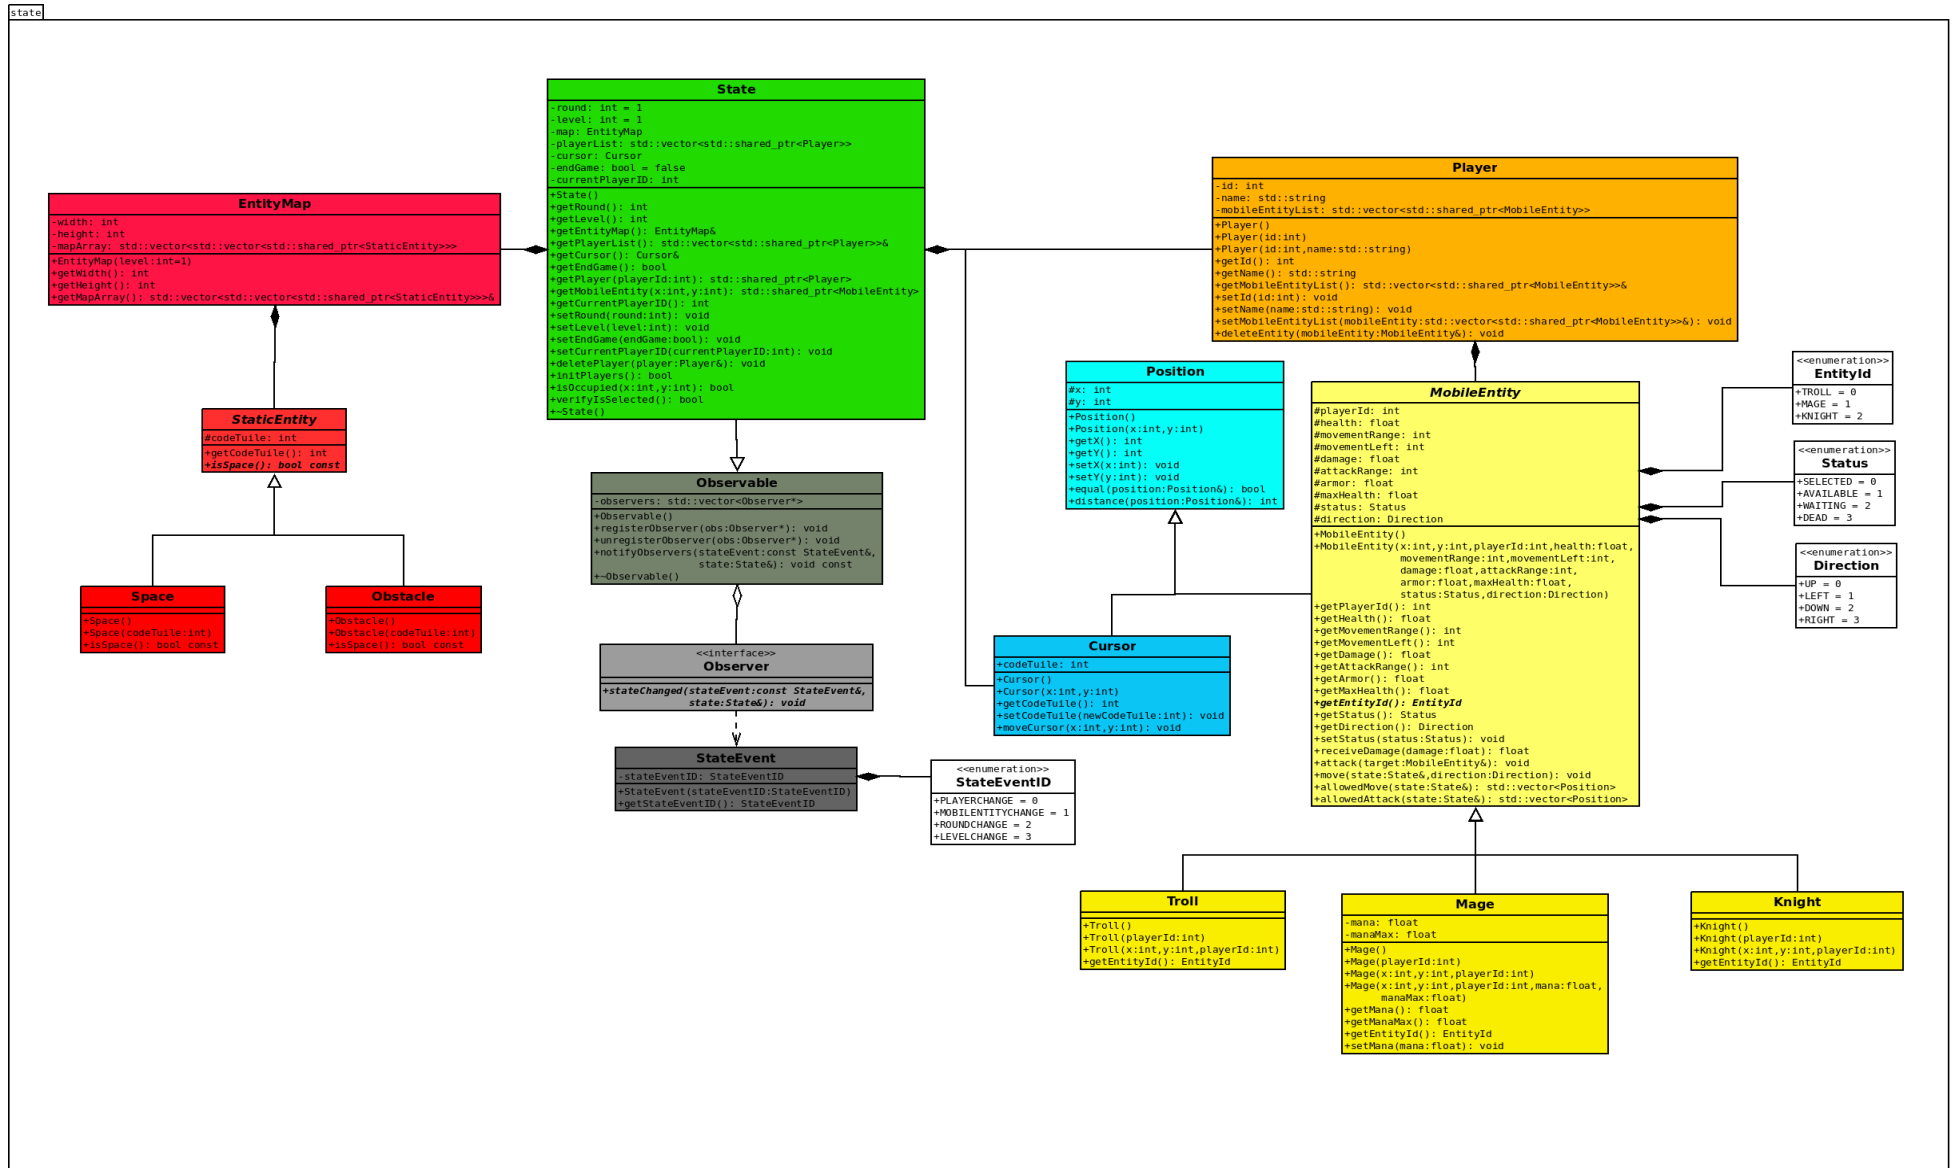 state
State
-round: int = 1
-level: int = 1
-map: EntityMap
-playerList: std::vector<std::shared_ptr<Player>>
-cursor: Cursor
-endGame: bool = false
-currentPlayerID: int
+State()
+getRound(): int
+getLevel(): int
+getEntityMap(): EntityMap&
+getPlayerList(): std::vector<std::shared_ptr<Player>>&
+getCursor(): Cursor&
+getEndGame(): bool
+getPlayer(playerId:int): std::shared_ptr<Player>
+getMobileEntity(x:int,y:int): std::shared_ptr<MobileEntity>
+getCurrentPlayerID(): int
+setRound(round:int): void
+setLevel(level:int): void
+setEndGame(endGame:bool): void
+setCurrentPlayerID(currentPlayerID:int): void
+deletePlayer(player:Player&): void
+initPlayers(): bool
+isOccupied(x:int,y:int): bool
+verifyIsSelected(): bool
+~State()
EntityMap
-width: int
-height: int
-mapArray: std::vector<std::vector<std::shared_ptr<StaticEntity>>>
+EntityMap(level:int=1)
+getWidth(): int
+getHeight(): int
+getMapArray(): std::vector<std::vector<std::shared_ptr<StaticEntity>>>&
StaticEntity
#codeTuile: int
+getCodeTuile(): int
+isSpace(): bool const
Space
+Space()
+Space(codeTuile:int)
+isSpace(): bool const
Obstacle
+Obstacle()
+Obstacle(codeTuile:int)
+isSpace(): bool const
Observable
-observers: std::vector<Observer*>
+Observable()
+registerObserver(obs:Observer*): void
+unregisterObserver(obs:Observer*): void
+notifyObservers(stateEvent:const StateEvent&,
state:State&): void const
+~Observable()
<<interface>>
Observer
+stateChanged(stateEvent:const StateEvent&,
state:State&): void
StateEvent
-stateEventID: StateEventID
+StateEvent(stateEventID:StateEventID)
+getStateEventID(): StateEventID
<<enumeration>>
StateEventID
+PLAYERCHANGE = 0
+MOBILENTITYCHANGE = 1
+ROUNDCHANGE = 2
+LEVELCHANGE = 3
Player
-id: int
-name: std::string
-mobileEntityList: std::vector<std::shared_ptr<MobileEntity>>
+Player()
+Player(id:int)
+Player(id:int,name:std::string)
+getId(): int
+getName(): std::string
+getMobileEntityList(): std::vector<std::shared_ptr<MobileEntity>>&
+setId(id:int): void
+setName(name:std::string): void
+setMobileEntityList(mobileEntity:std::vector<std::shared_ptr<MobileEntity>>&): void
+deleteEntity(mobileEntity:MobileEntity&): void
Position
#x: int
#y: int
+Position()
+Position(x:int,y:int)
+getX(): int
+getY(): int
+setX(x:int): void
+setY(y:int): void
+equal(position:Position&): bool
+distance(position:Position&): int
Cursor
+codeTuile: int
+Cursor()
+Cursor(x:int,y:int)
+getCodeTuile(): int
+setCodeTuile(newCodeTuile:int): void
+moveCursor(x:int,y:int): void
MobileEntity
#playerId: int
#health: float
#movementRange: int
#movementLeft: int
#damage: float
#attackRange: int
#armor: float
#maxHealth: float
#status: Status
#direction: Direction
+MobileEntity()
+MobileEntity(x:int,y:int,playerId:int,health:float,
movementRange:int,movementLeft:int,
damage:float,attackRange:int,
armor:float,maxHealth:float,
status:Status,direction:Direction)
+getPlayerId(): int
+getHealth(): float
+getMovementRange(): int
+getMovementLeft(): int
+getDamage(): float
+getAttackRange(): int
+getArmor(): float
+getMaxHealth(): float
+getEntityId(): EntityId
+getStatus(): Status
+getDirection(): Direction
+setStatus(status:Status): void
+receiveDamage(damage:float): float
+attack(target:MobileEntity&): void
+move(state:State&,direction:Direction): void
+allowedMove(state:State&): std::vector<Position>
+allowedAttack(state:State&): std::vector<Position>
<<enumeration>>
EntityId
+TROLL = 0
+MAGE = 1
+KNIGHT = 2
<<enumeration>>
Status
+SELECTED = 0
+AVAILABLE = 1
+WAITING = 2
+DEAD = 3
<<enumeration>>
Direction
+UP = 0
+LEFT = 1
+DOWN = 2
+RIGHT = 3
Troll
+Troll()
+Troll(playerId:int)
+Troll(x:int,y:int,playerId:int)
+getEntityId(): EntityId
Mage
-mana: float
-manaMax: float
+Mage()
+Mage(playerId:int)
+Mage(x:int,y:int,playerId:int)
+Mage(x:int,y:int,playerId:int,mana:float,
manaMax:float)
+getMana(): float
+getManaMax(): float
+getEntityId(): EntityId
+setMana(mana:float): void
Knight
+Knight()
+Knight(playerId:int)
+Knight(x:int,y:int,playerId:int)
+getEntityId(): EntityId